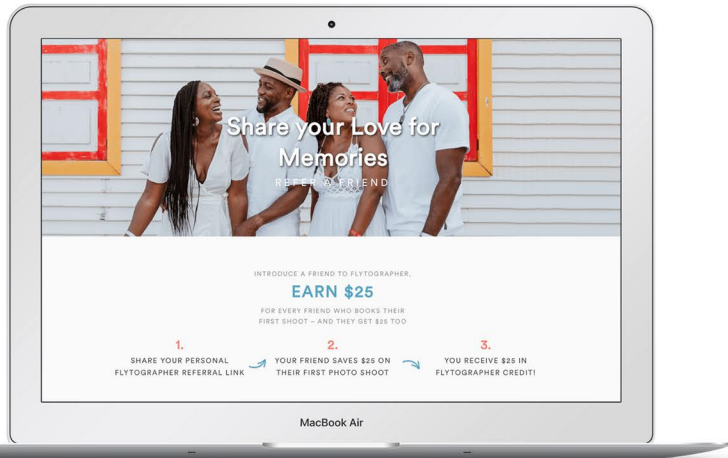 Share your Love for
Memories
REFER A FRIEND
INTRODUCE A FRIEND TO FLYTOGRAPHER,
EARN $25
FOR EVERY FRIEND WHO BOOKS THEIR
FIRST SHOOT – AND THEY GET $25 TOO
1.
SHARE YOUR PERSONAL
FLYTOGRAPHER REFERRAL LINK
2.
YOUR FRIEND SAVES $25 ON
THEIR FIRST PHOTO SHOOT
3.
YOU RECEIVE $25 IN
FLYTOGRAPHER CREDIT!
MacBook Air